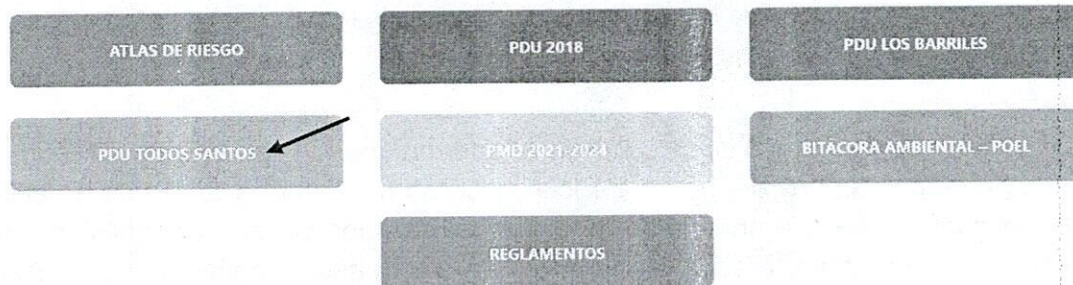 ATLAS DE RIESGO
PDU 2018
PDU LOS BARRILES
PDU TODOS SANTOS
PMD 2021-2024
BITÁCORA AMBIENTAL – POEL
REGLAMENTOS